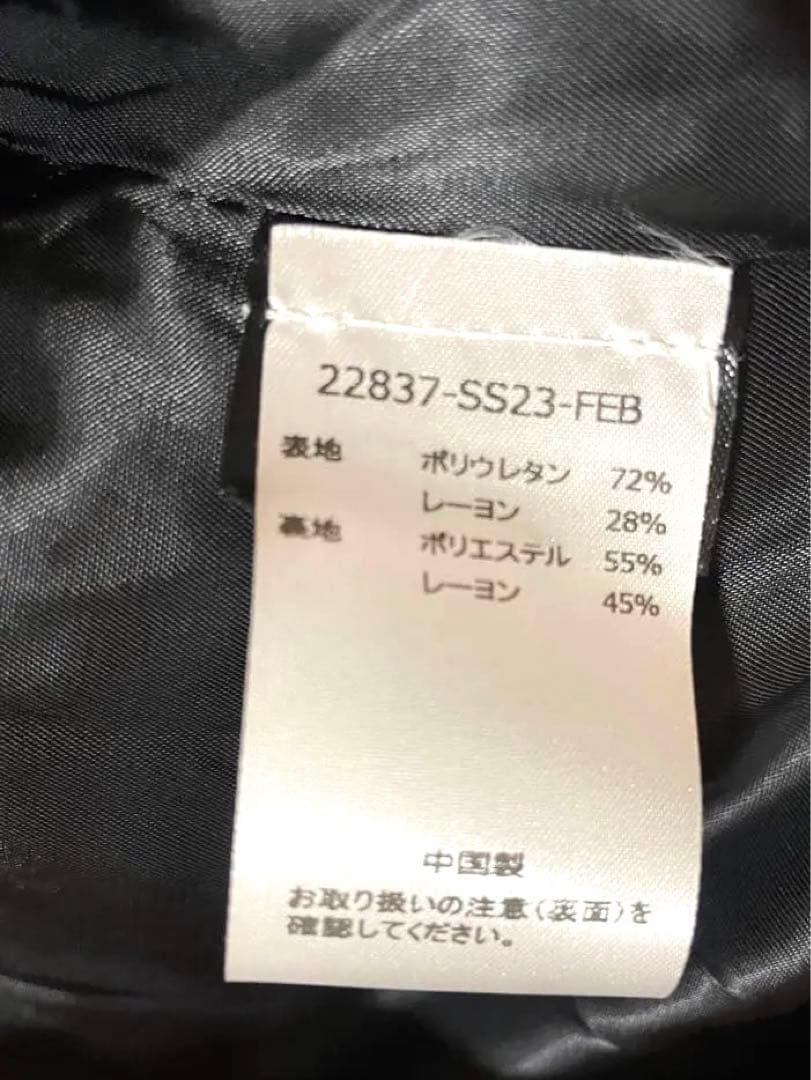 22837-SS23-FEB
表地 ポリウレタン 72%
レーヨン 28%
裏地 ポリエステル 55%
レーヨン 45%
中国製
お取り扱いの注意(裏面)を
確認してください。